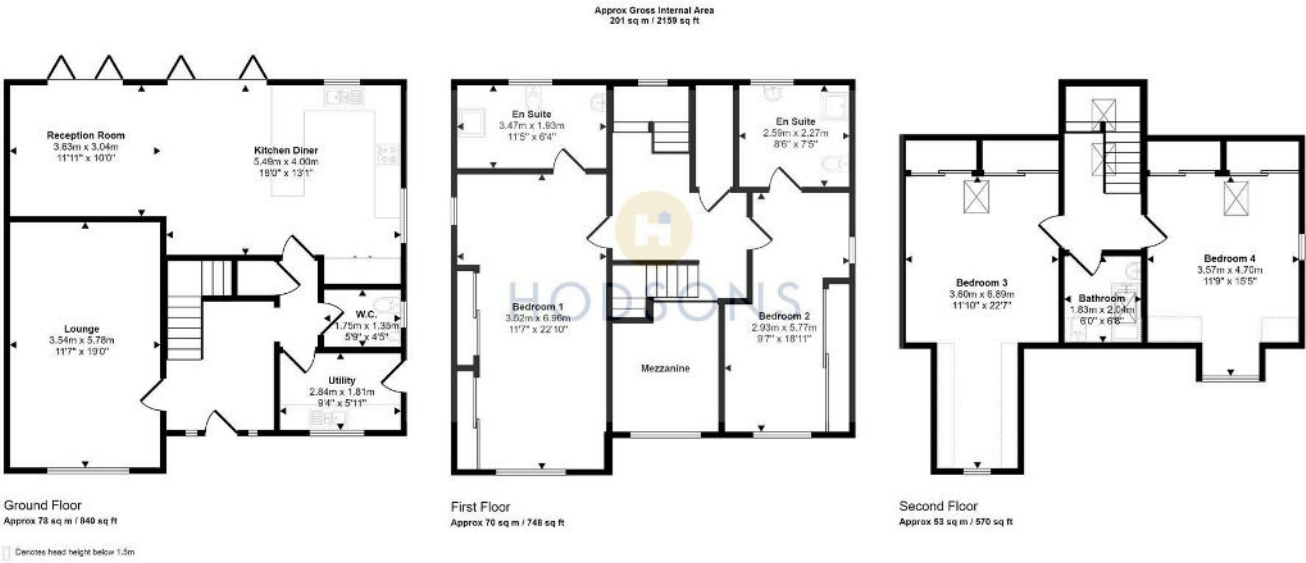 Approx Gross Internal Area
201 sq m / 2159 sq ft
Reception Room
3.63m x 3.04m
11'11" x 10'0"
Kitchen Diner
5.49m x 4.00m
18'0" x 13'1"
Lounge
3.54m x 5.78m
11'7" x 19'0"
W.C.
1.75m x 1.35m
5'9" x 4'5"
Utility
2.84m x 1.81m
9'4" x 5'11"
Ground Floor
Approx 78 sq m / 840 sq ft
Denotes head height below 1.5m
En Suite
3.47m x 1.93m
11'5" x 6'4"
En Suite
2.59m x 2.27m
8'6" x 7'5"
H
HODSONS
Bedroom 1
3.52m x 6.96m
11'7" x 22'10"
Bedroom 2
2.93m x 5.77m
9'7" x 18'11"
Mezzanine
First Floor
Approx 70 sq m / 748 sq ft
Bedroom 3
3.60m x 6.89m
11'10" x 22'7"
Bathroom
1.83m x 2.04m
6'0" x 6'8"
Bedroom 4
3.57m x 4.70m
11'9" x 15'5"
Second Floor
Approx 53 sq m / 570 sq ft